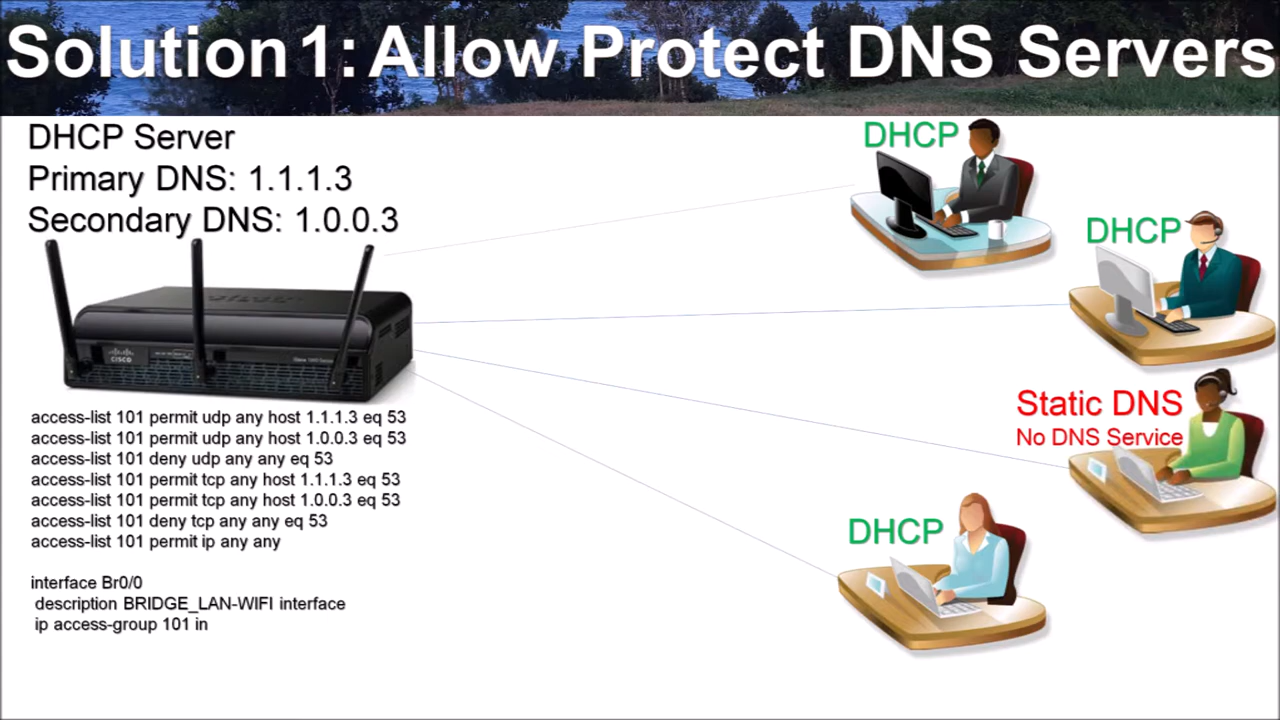 Solution 1: Allow Protect DNS Servers
DHCP Server
Primary DNS: 1.1.1.3
Secondary DNS: 1.0.0.3
DHCP
DHCP
CISCO
access-list 101 permit udp any host 1.1.1.3 eq 53
access-list 101 permit udp any host 1.0.0.3 eq 53
access-list 101 deny udp any any eq 53
access-list 101 permit tcp any host 1.1.1.3 eq 53
access-list 101 permit tcp any host 1.0.0.3 eq 53
access-list 101 deny tcp any any eq 53
access-list 101 permit ip any any
Static DNS
No DNS Service
DHCP
interface Br0/0
description BRIDGE_LAN-WIFI interface
ip access-group 101 in